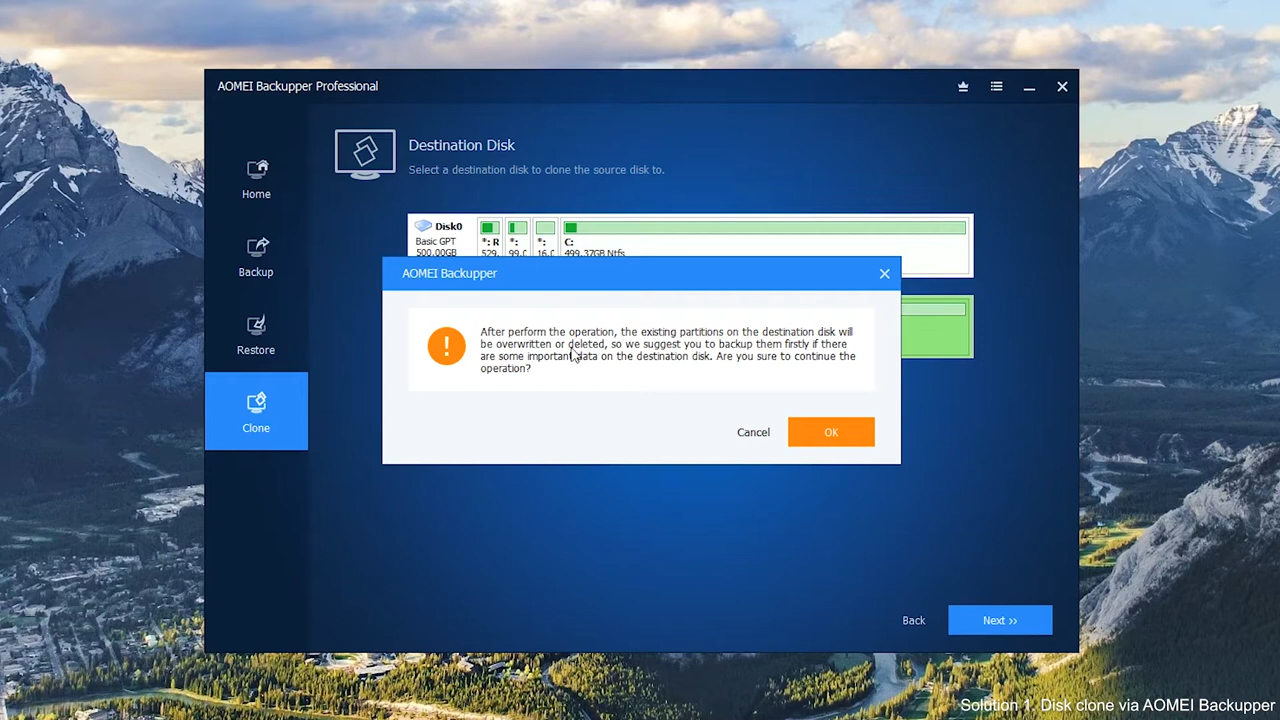 AOMEI Backupper Professional
Home
Backup
Restore
Clone
Destination Disk
Select a destination disk to clone the source disk to.
Disk0
Basic GPT
500.00GB
*: R
529.
*:
99.(
*:
16.(
C:
499.37GB Ntfs
AOMEI Backupper
After perform the operation, the existing partitions on the destination disk will
be overwritten or deleted, so we suggest you to backup them firstly if there
are some important data on the destination disk. Are you sure to continue the
operation?
Cancel
OK
Back
Next >>
Solution 1. Disk clone via AOMEI Backupper